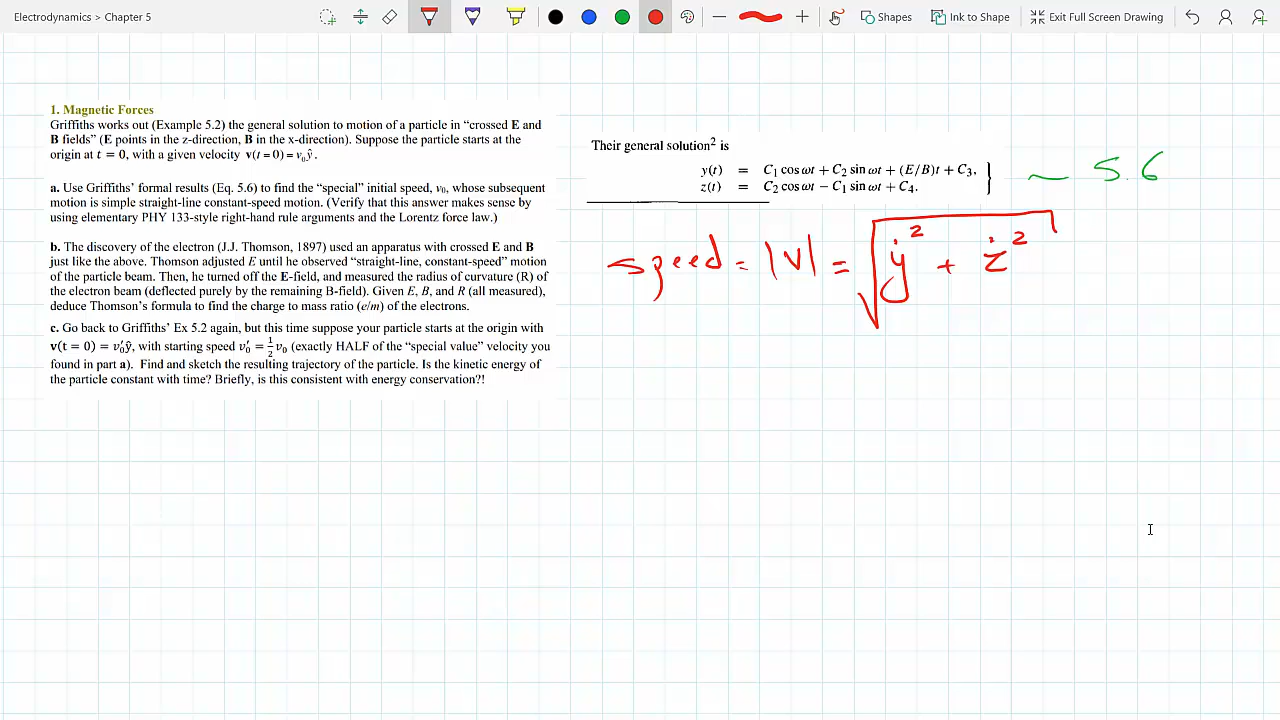 Electrodynamics > Chapter 5
Shapes
Ink to Shape
Exit Full Screen Drawing
1. Magnetic Forces
Griffiths works out (Example 5.2) the general solution to motion of a particle in “crossed E and
B fields” (E points in the z-direction, B in the x-direction). Suppose the particle starts at the
origin at t = 0, with a given velocity v(t = 0) = v₀ŷ.
a. Use Griffiths’ formal results (Eq. 5.6) to find the “special” initial speed, v₀, whose subsequent
motion is simple straight-line constant-speed motion. (Verify that this answer makes sense by
using elementary PHY 133-style right-hand rule arguments and the Lorentz force law.)
b. The discovery of the electron (J.J. Thomson, 1897) used an apparatus with crossed E and B
just like the above. Thomson adjusted E until he observed “straight-line, constant-speed” motion
of the particle beam. Then, he turned off the E-field, and measured the radius of curvature (R) of
the electron beam (deflected purely by the remaining B-field). Given E, B, and R (all measured),
deduce Thomson’s formula to find the charge to mass ratio (e/m) of the electrons.
c. Go back to Griffiths’ Ex 5.2 again, but this time suppose your particle starts at the origin with
v(t = 0) = v₀′ŷ, with starting speed v₀′ = ½v₀ (exactly HALF of the “special value” velocity you
found in part a). Find and sketch the resulting trajectory of the particle. Is the kinetic energy of
the particle constant with time? Briefly, is this consistent with energy conservation?!
Their general solution² is
y(t) = C₁ cos ωt + C₂ sin ωt + (E/B)t + C₃,
z(t) = C₂ cos ωt − C₁ sin ωt + C₄.
~ 5.6
speed = |v| = √(ẏ² + ż²)